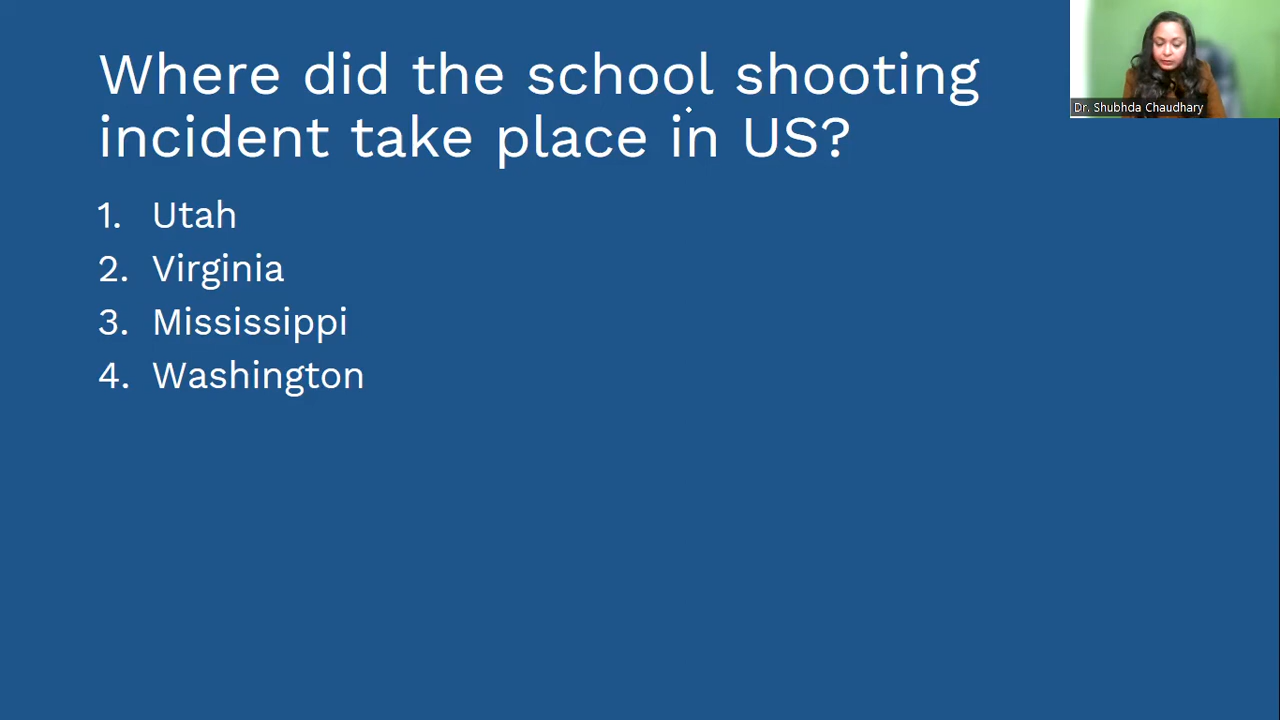 Where did the school shooting
incident take place in US?
1. Utah
2. Virginia
3. Mississippi
4. Washington
Dr. Shubhda Chaudhary